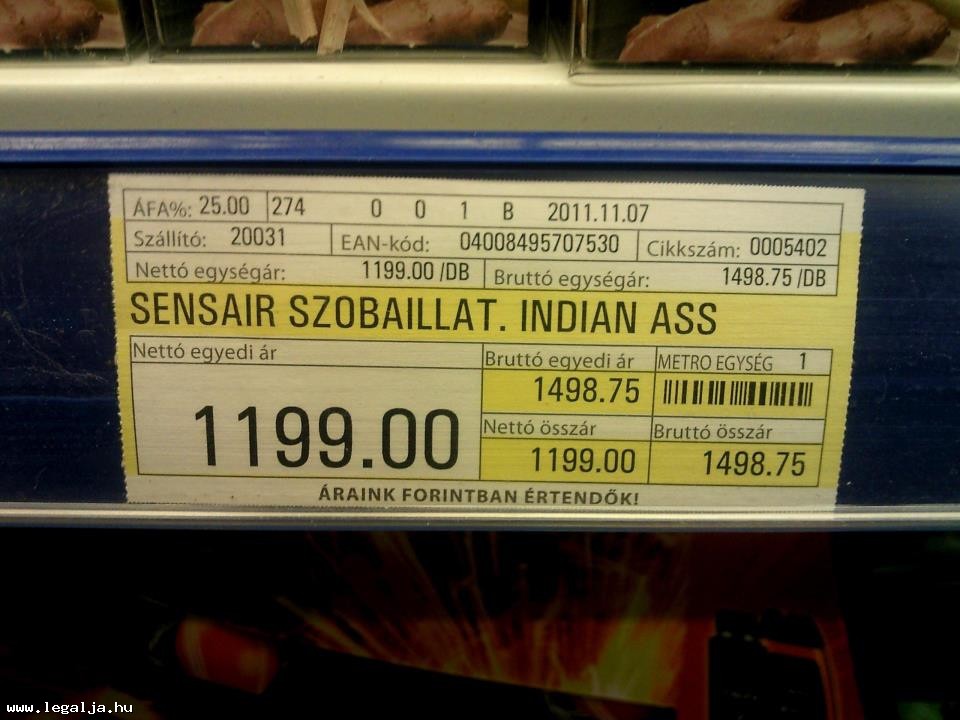 ÁFA%: 25.00 274 0 0 1 B 2011.11.07
Szállító: 20031 EAN-kód: 04008495707530 Cikkszám: 0005402
Nettó egységár: 1199.00 /DB Bruttó egységár: 1498.75 /DB
SENSAIR SZOBAILLAT. INDIAN ASS
Nettó egyedi ár Bruttó egyedi ár METRO EGYSÉG 1
1498.75
1199.00
Nettó összár Bruttó összár
1199.00 1498.75
ÁRAINK FORINTBAN ÉRTENDŐK!
www.legalja.hu